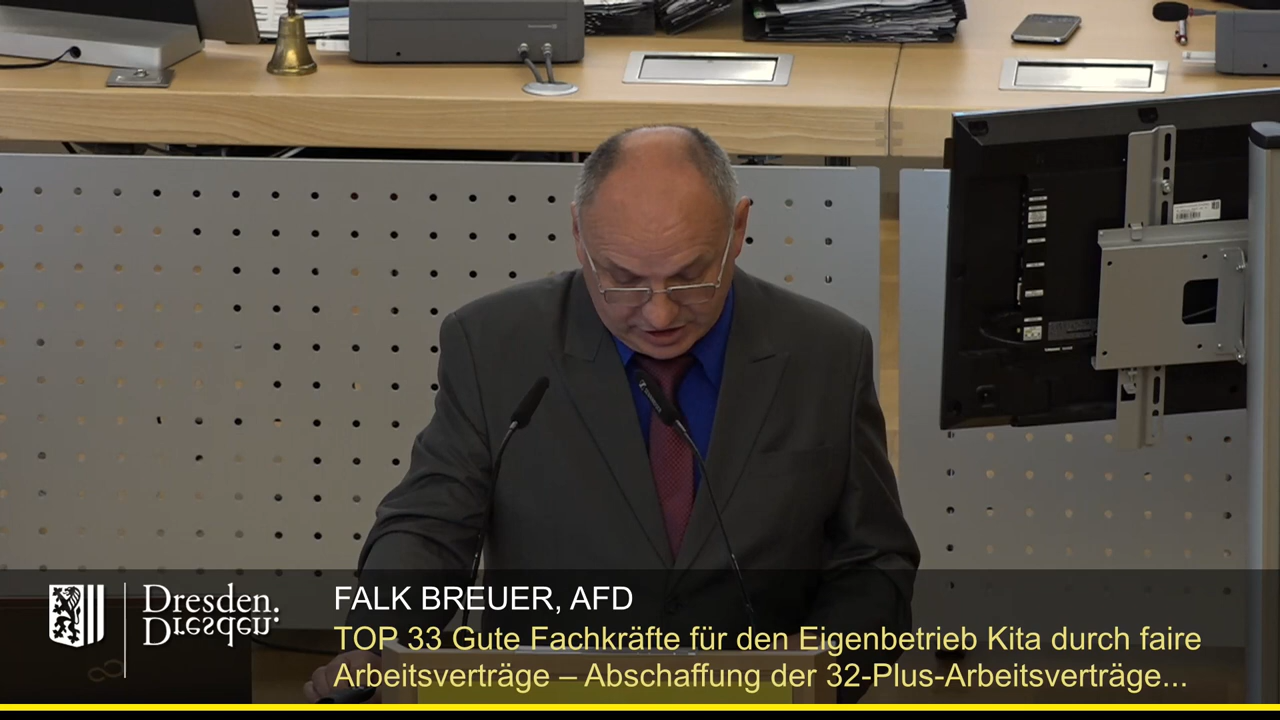 FALK BREUER, AFD
Dresden.
Dresden.
TOP 33 Gute Fachkräfte für den Eigenbetrieb Kita durch faire
Arbeitsverträge – Abschaffung der 32-Plus-Arbeitsverträge...